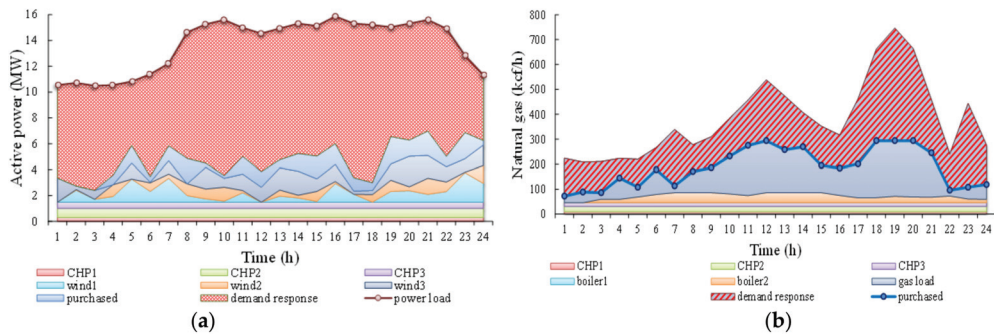 Active power (MW)
16
14
12
10
8
6
4
2
0
1 2 3 4 5 6 7 8 9 10 11 12 13 14 15 16 17 18 19 20 21 22 23 24
Time (h)
CHP1 CHP2 CHP3
wind1 wind2 wind3
purchased demand response power load
(a)
Natural gas (kcf/h)
800
700
600
500
400
300
200
100
0
1 2 3 4 5 6 7 8 9 10 11 12 13 14 15 16 17 18 19 20 21 22 23 24
Time (h)
CHP1 CHP2 CHP3
boiler1 boiler2 gas load
demand response purchased
(b)